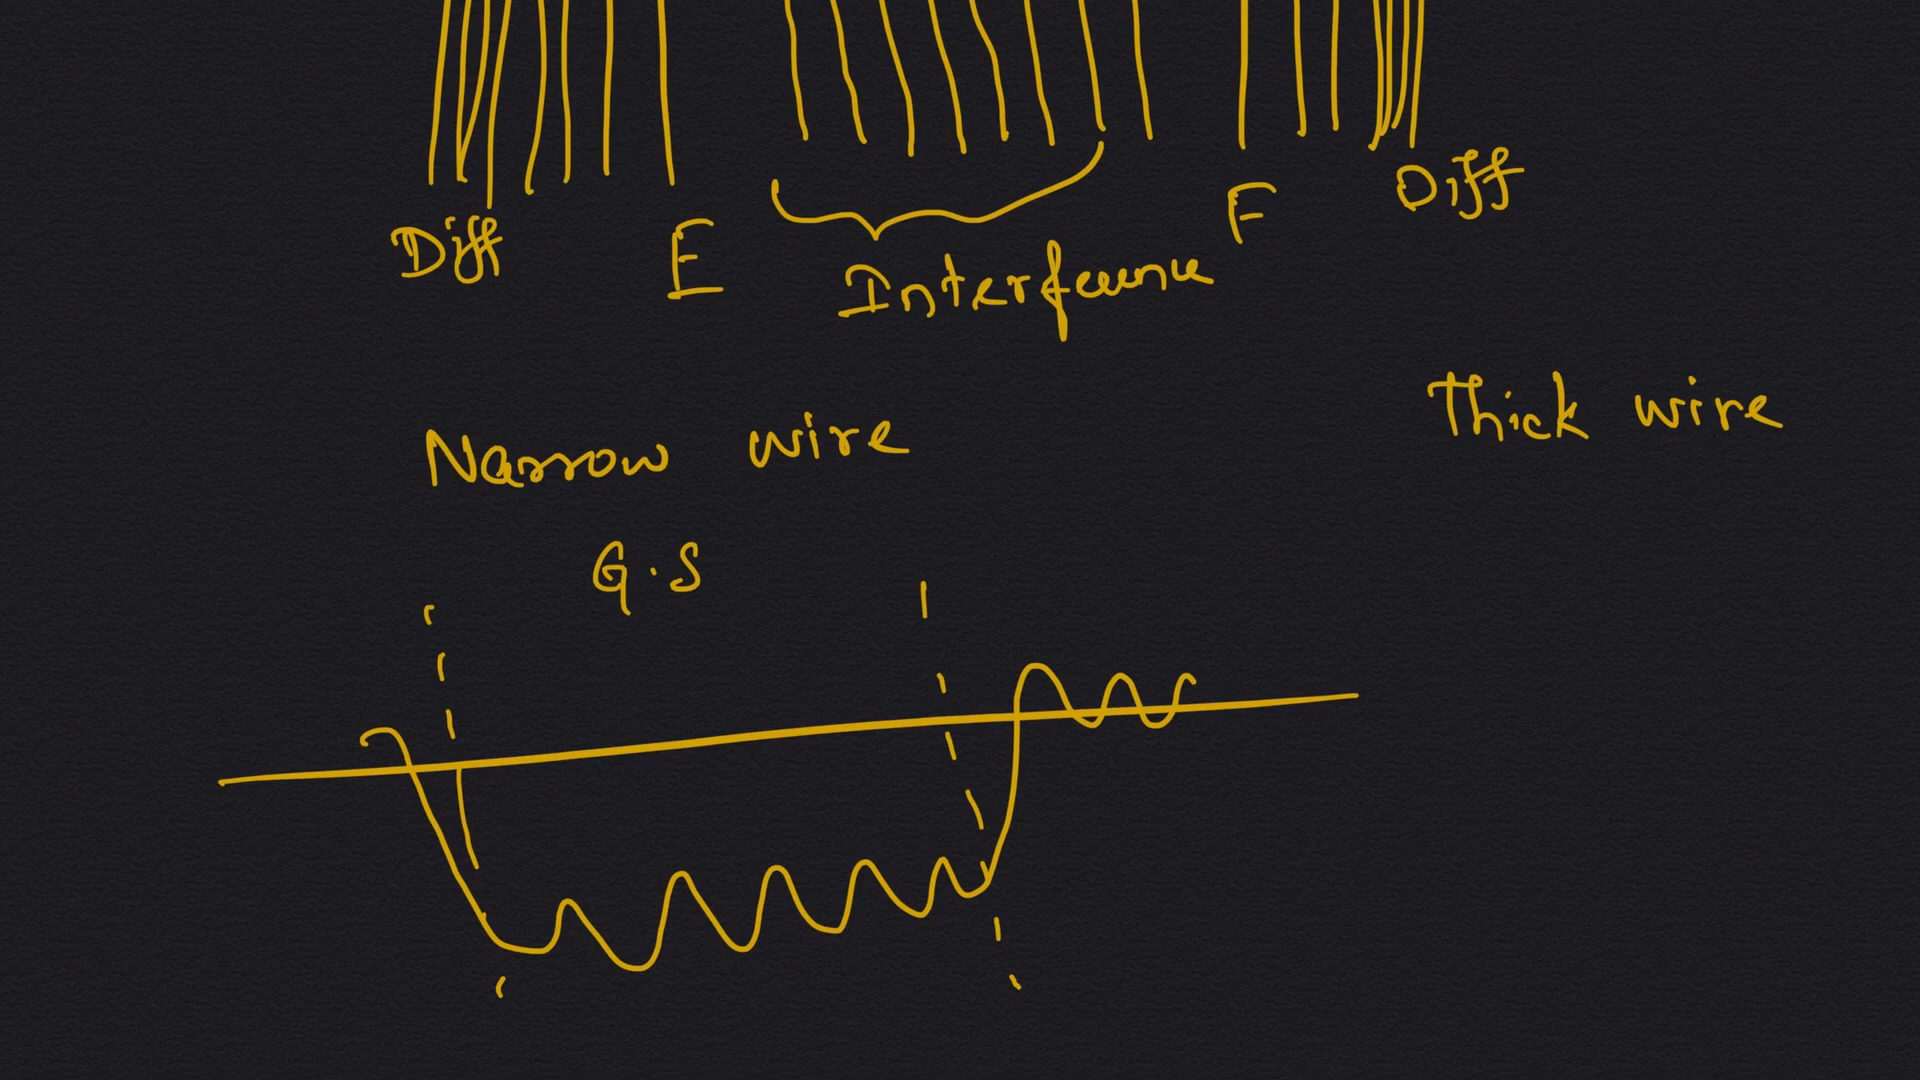 Diff
Diff
E
F
Interference
Narrow wire
Thick wire
G.S